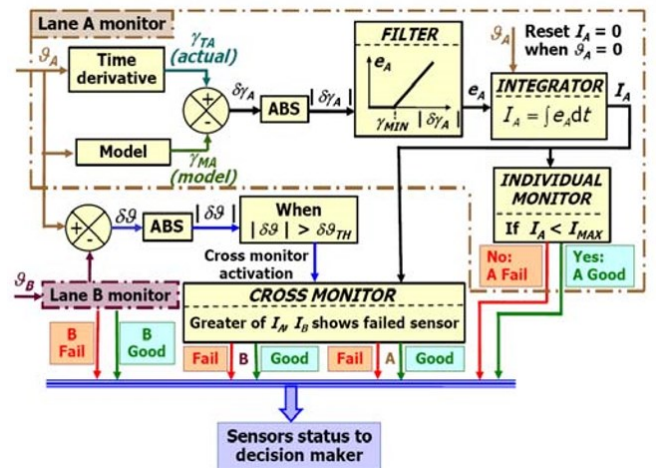 Lane A monitor
ϑA
Time
derivative
γTA
(actual)
Model
γMA
(model)
+
-
δγA
ABS
|δγA|
FILTER
eA
γMIN
|δγA|
eA
ϑA
Reset IA = 0
when ϑA = 0
INTEGRATOR
IA = ∫ eAdt
IA
INDIVIDUAL
MONITOR
If IA < IMAX
No:
A Fail
Yes:
A Good
+
-
δϑ
ABS
|δϑ|
When
|δϑ| > δϑTH
Cross monitor
activation
ϑB
Lane B monitor
CROSS MONITOR
Greater of IA, IB shows failed sensor
B
Fail
B
Good
Fail
B
Good
Fail
A
Good
Sensors status to
decision maker